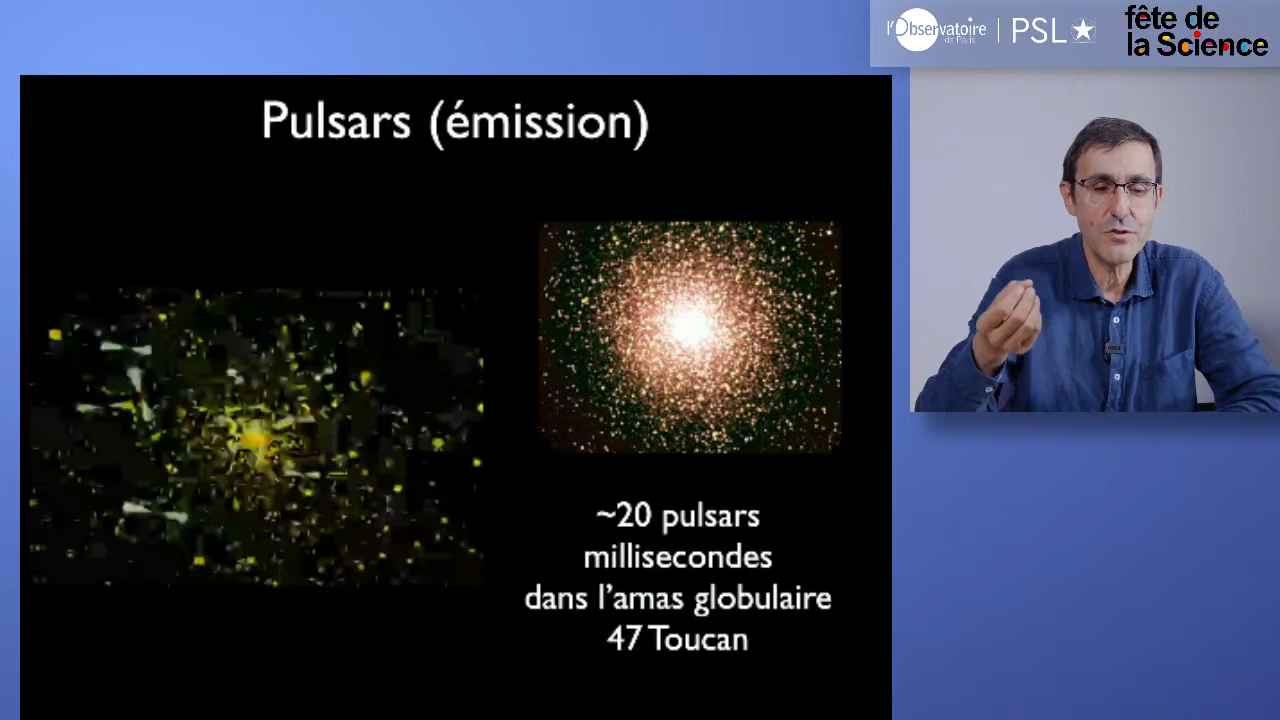 l'Observatoire
de Paris
PSL
fête de
la Science
Pulsars (émission)
~20 pulsars
millisecondes
dans l'amas globulaire
47 Toucan